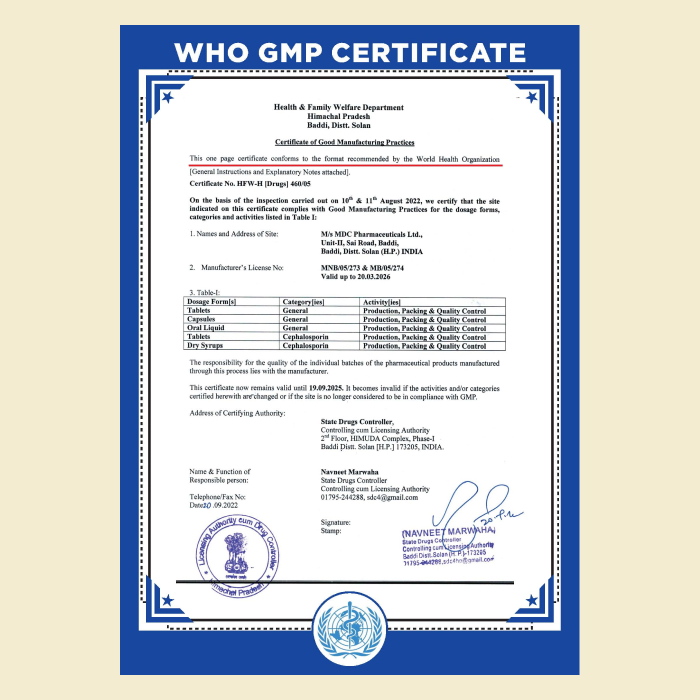 WHO GMP CERTIFICATE
Health & Family Welfare Department
Himachal Pradesh
Baddi, Distt. Solan
Certificate of Good Manufacturing Practices
This one page certificate conforms to the format recommended by the World Health Organization
[General Instructions and Explanatory Notes attached].
Certificate No. HFW-H [Drugs] 460/05
On the basis of the inspection carried out on 10th & 11th August 2022, we certify that the site
indicated on this certificate complies with Good Manufacturing Practices for the dosage forms,
categories and activities listed in Table I:
1. Names and Address of Site: M/s MDC Pharmaceuticals Ltd.,
Unit-II, Sai Road, Baddi,
Baddi, Distt. Solan (H.P.) INDIA
2. Manufacturer's License No: MNB/05/273 & MB/05/274
Valid up to 20.03.2026
3. Table-I:
Dosage Form[s] Category[ies] Activity[ies]
Tablets General Production, Packing & Quality Control
Capsules General Production, Packing & Quality Control
Oral Liquid General Production, Packing & Quality Control
Tablets Cephalosporin Production, Packing & Quality Control
Dry Syrups Cephalosporin Production, Packing & Quality Control
The responsibility for the quality of the individual batches of the pharmaceutical products manufactured
through this process lies with the manufacturer.
This certificate now remains valid until 19.09.2025. It becomes invalid if the activities and/or categories
certified herewith are changed or if the site is no longer considered to be in compliance with GMP.
Address of Certifying Authority:
State Drugs Controller,
Controlling cum Licensing Authority
2nd Floor, HIMUDA Complex, Phase-I
Baddi Distt. Solan [H.P.] 173205, INDIA.
Name & Function of Navneet Marwaha
Responsible person: State Drugs Controller
Controlling cum Licensing Authority
Telephone/Fax No: 01795-244288, sdc4@gmail.com
Date20.09.2022
Signature:
Stamp:
(NAVNEET MARWAHA)
State Drugs Controller
Controlling cum Licensing Authority
Baddi Distt.Solan (H.P.)-173205
Licensing Authority cum Drug Controller
Himachal Pradesh